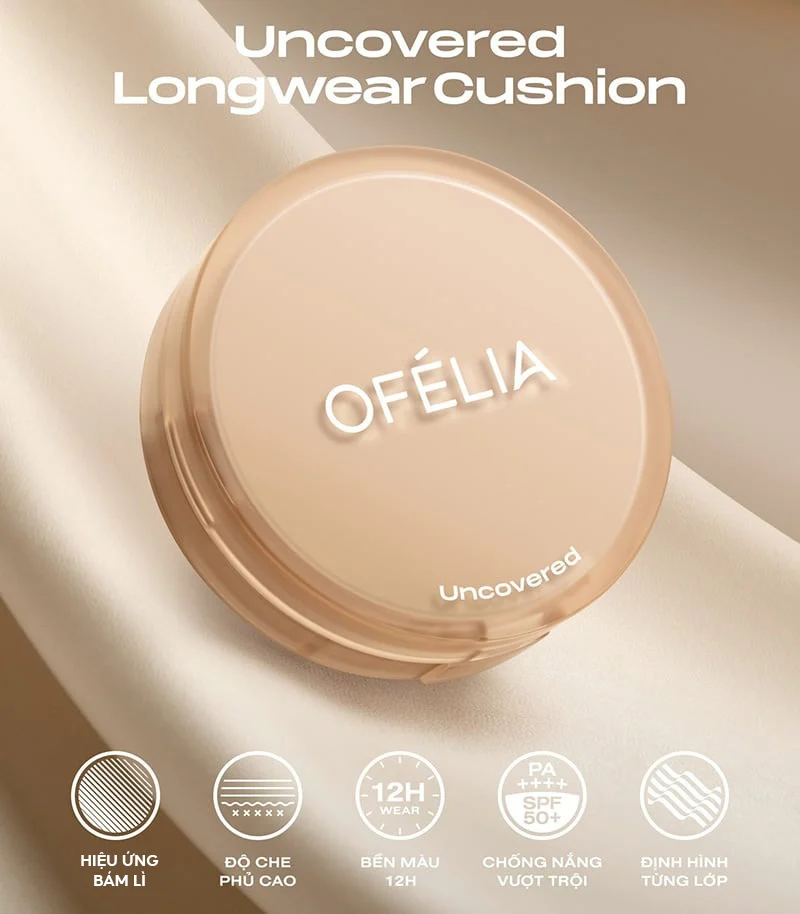 Uncovered
Longwear Cushion
OFÉLIA
Uncovered
12H
WEAR
PA
++++
SPF
50+
HIỆU ỨNG
BÁM LÌ
ĐỘ CHE
PHỦ CAO
BỀN MÀU
12H
CHỐNG NẮNG
VƯỢT TRỘI
ĐỊNH HÌNH
TỪNG LỚP